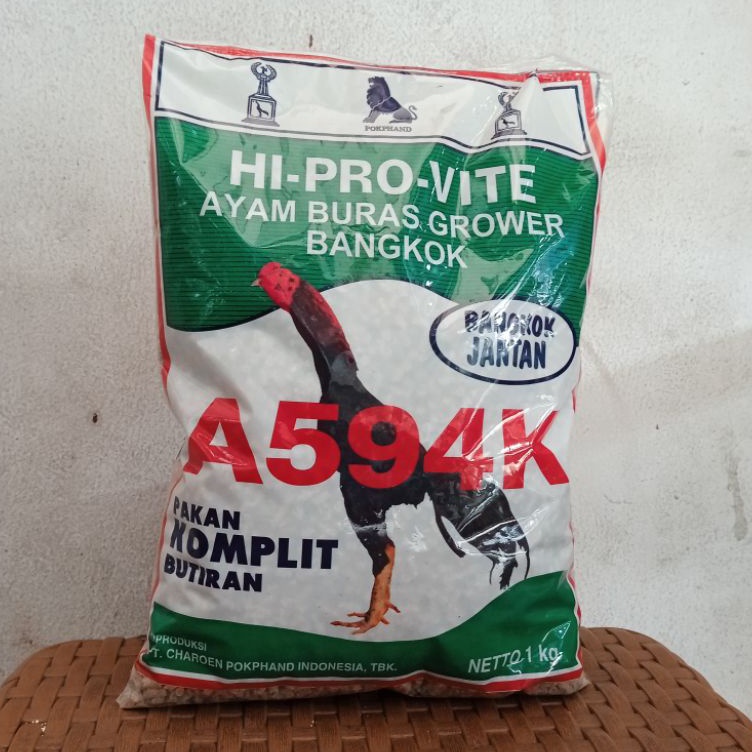 POKPHAND
HI-PRO-VITE
AYAM BURAS GROWER
BANGKOK
BANGKOK
JANTAN
A594K
PAKAN
KOMPLIT
BUTIRAN
PRODUKSI
PT. CHAROEN POKPHAND INDONESIA, TBK.
NETTO 1 kg